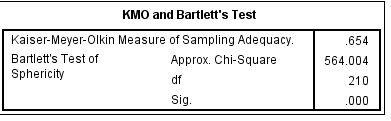 KMO and Bartlett's Test
Kaiser-Meyer-Olkin Measure of Sampling Adequacy. .654
Bartlett's Test of Approx. Chi-Square 564.004
Sphericity
df 210
Sig. .000